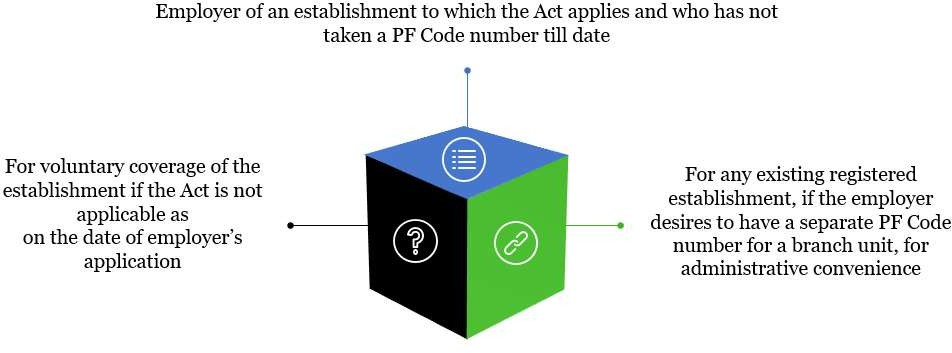 Employer of an establishment to which the Act applies and who has not
taken a PF Code number till date
For voluntary coverage of the
establishment if the Act is not
applicable as
on the date of employer’s
application
For any existing registered
establishment, if the employer
desires to have a separate PF Code
number for a branch unit, for
administrative convenience